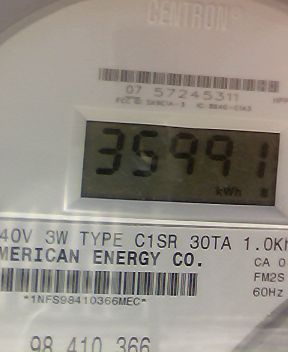 CENTRON®
07 57245311
35991
kWh
40V 3W TYPE C1SR 30TA 1.0Kh
MERICAN ENERGY CO.
CA 0
FM2S
60Hz
*1NFS98410366MEC*
98 410 366